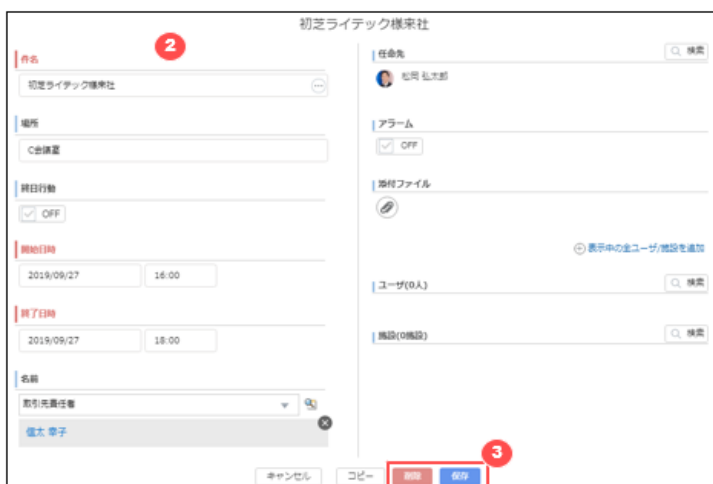 初芝ライテック様来社
2
件名
初芝ライテック様来社
場所
C会議室
終日行動
OFF
開始日時
2019/09/27 16:00
終了日時
2019/09/27 18:00
名前
取引先責任者
信太 幸子
任命先 検索
松岡 弘太郎
アラーム
OFF
添付ファイル
表示中の全ユーザ/施設を追加
ユーザ(0人) 検索
施設(0施設) 検索
3
キャンセル コピー 削除 保存